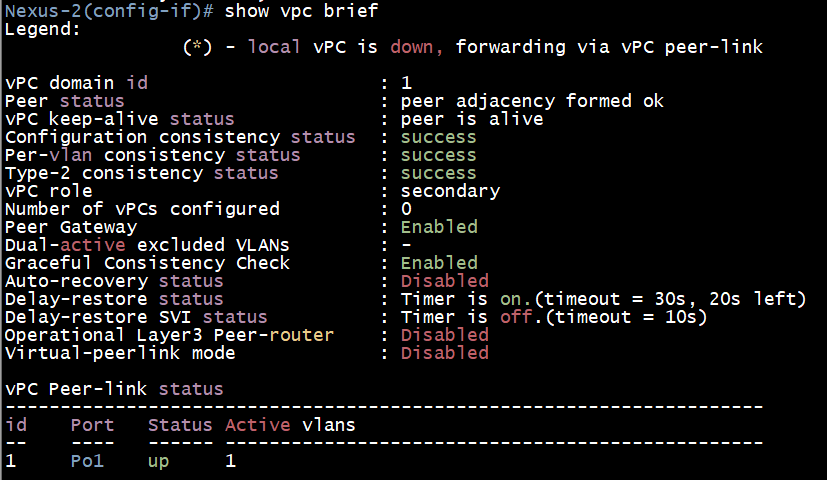 Nexus-2(config-if)# show vpc brief
Legend:
                (*) - local vPC is down, forwarding via vPC peer-link

vPC domain id                     : 1
Peer status                       : peer adjacency formed ok
vPC keep-alive status             : peer is alive
Configuration consistency status  : success
Per-vlan consistency status       : success
Type-2 consistency status         : success
vPC role                          : secondary
Number of vPCs configured         : 0
Peer Gateway                      : Enabled
Dual-active excluded VLANs        : -
Graceful Consistency Check        : Enabled
Auto-recovery status              : Disabled
Delay-restore status              : Timer is on.(timeout = 30s, 20s left)
Delay-restore SVI status          : Timer is off.(timeout = 10s)
Operational Layer3 Peer-router    : Disabled
Virtual-peerlink mode             : Disabled

vPC Peer-link status
---------------------------------------------------------------------
id    Port   Status Active vlans
--    ----   ------ -------------------------------------------------
1     Po1    up     1